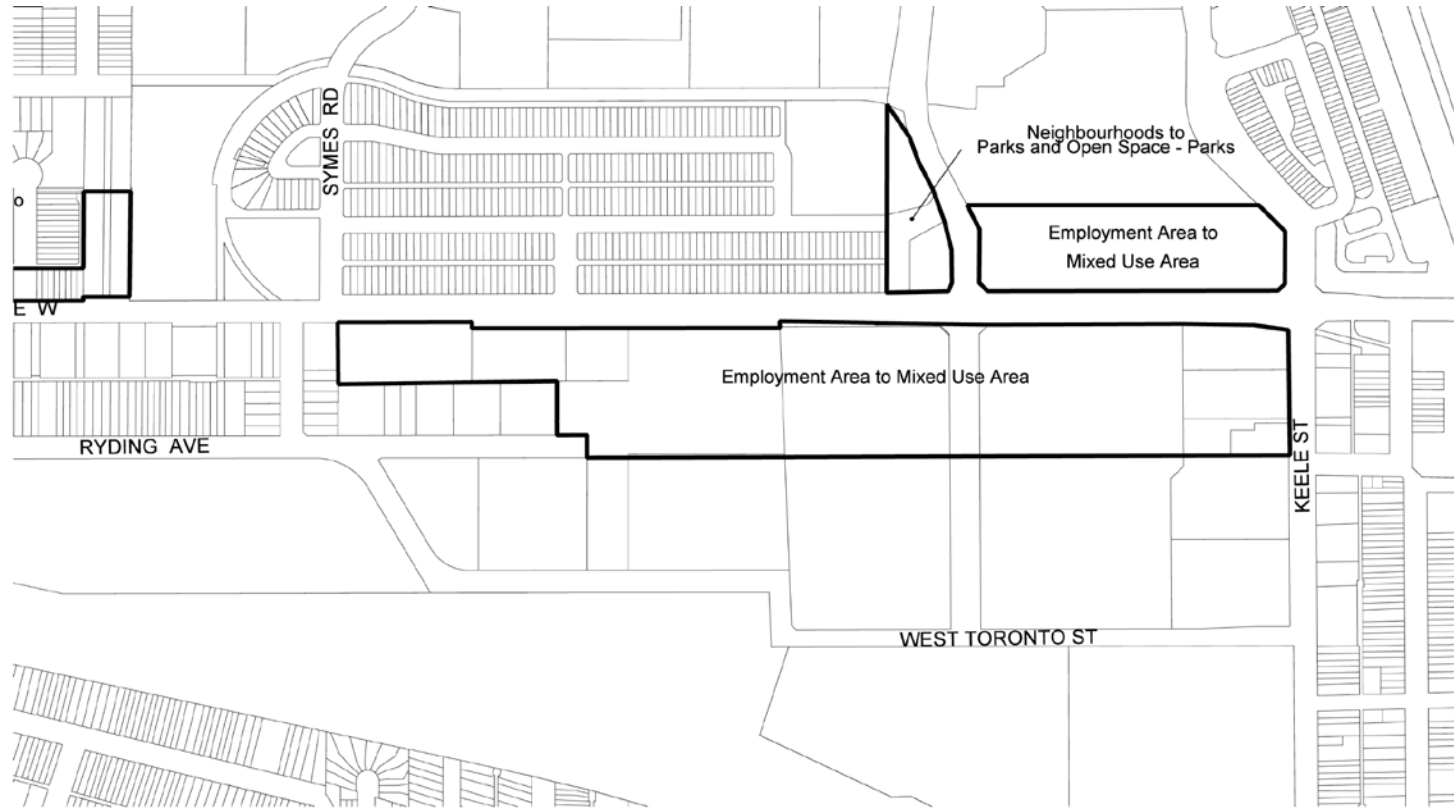 SYMES RD
Neighbourhoods to
Parks and Open Space - Parks
o
Employment Area to
Mixed Use Area
E W
Employment Area to Mixed Use Area
RYDING AVE
KEELE ST
WEST TORONTO ST